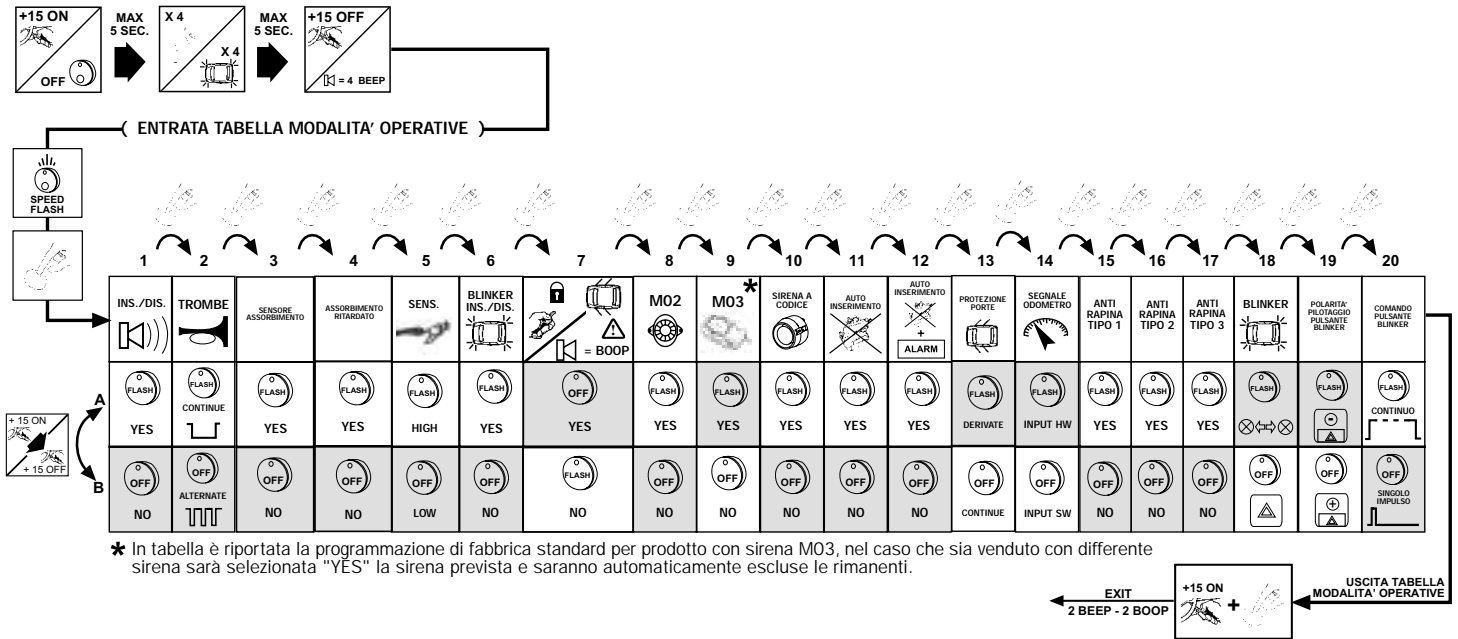 +15 ON
OFF
MAX
5 SEC.
X 4
X 4
MAX
5 SEC.
+15 OFF
= 4 BEEP
( ENTRATA TABELLA MODALITA' OPERATIVE )
SPEED
FLASH
1 2 3 4 5 6 7 8 9 10 11 12 13 14 15 16 17 18 19 20
INS./DIS.
TROMBE
SENSORE
ASSORBIMENTO
ASSORBIMENTO
RITARDATO
SENS.
BLINKER
INS./DIS.
= BOOP
M02
M03 *
SIRENA A
CODICE
AUTO
INSERIMENTO
AUTO
INSERIMENTO
+
ALARM
PROTEZIONE
PORTE
SEGNALE
ODOMETRO
ANTI
RAPINA
TIPO 1
ANTI
RAPINA
TIPO 2
ANTI
RAPINA
TIPO 3
BLINKER
POLARITA'
PILOTAGGIO
PULSANTE
BLINKER
COMANDO
PULSANTE
BLINKER
+ 15 ON
+ 15 OFF
A
FLASH FLASH FLASH FLASH FLASH FLASH OFF FLASH FLASH FLASH FLASH FLASH FLASH FLASH FLASH FLASH FLASH FLASH FLASH FLASH
YES CONTINUE YES YES HIGH YES YES YES YES YES YES YES DERIVATE INPUT HW YES YES YES CONTINUO
B
OFF OFF OFF OFF OFF OFF FLASH OFF OFF OFF OFF OFF OFF OFF OFF OFF OFF OFF OFF OFF
NO ALTERNATE NO NO LOW NO NO NO NO NO NO NO CONTINUE INPUT SW NO NO NO SINGOLO
IMPULSO
* In tabella è riportata la programmazione di fabbrica standard per prodotto con sirena M03, nel caso che sia venduto con differente
sirena sarà selezionata "YES" la sirena prevista e saranno automaticamente escluse le rimanenti.
EXIT
2 BEEP - 2 BOOP
+15 ON
+
USCITA TABELLA
MODALITA' OPERATIVE